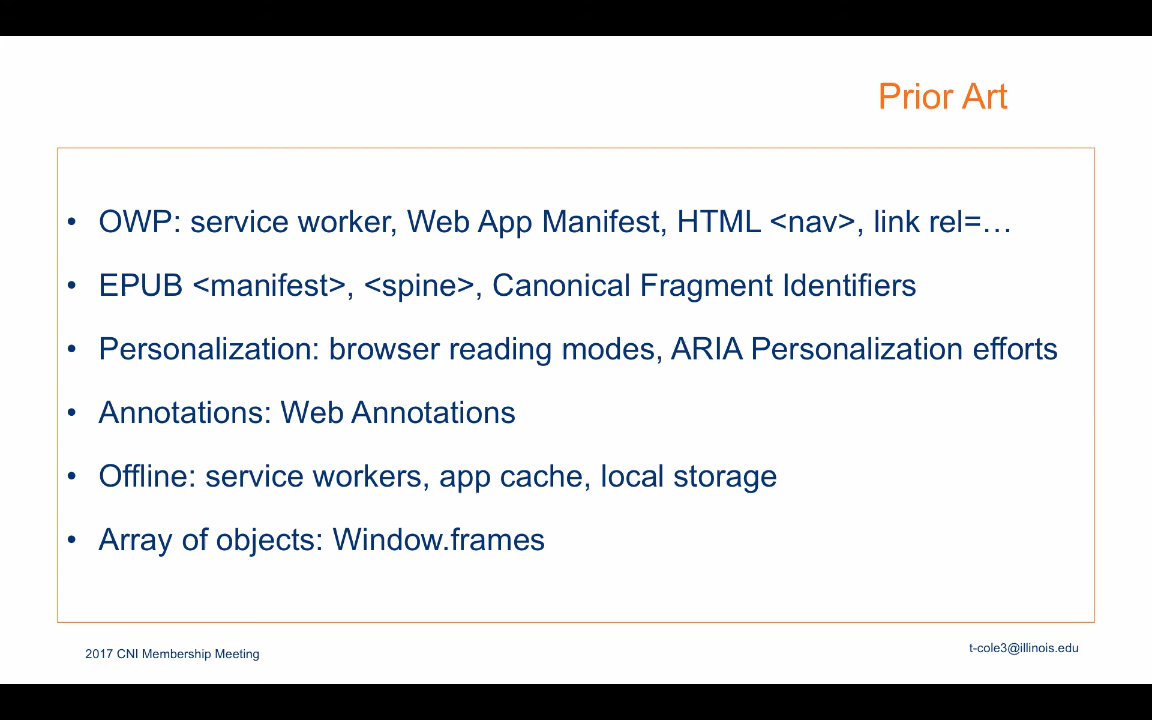 Prior Art
• OWP: service worker, Web App Manifest, HTML <nav>, link rel=…
• EPUB <manifest>, <spine>, Canonical Fragment Identifiers
• Personalization: browser reading modes, ARIA Personalization efforts
• Annotations: Web Annotations
• Offline: service workers, app cache, local storage
• Array of objects: Window.frames
2017 CNI Membership Meeting
t-cole3@illinois.edu